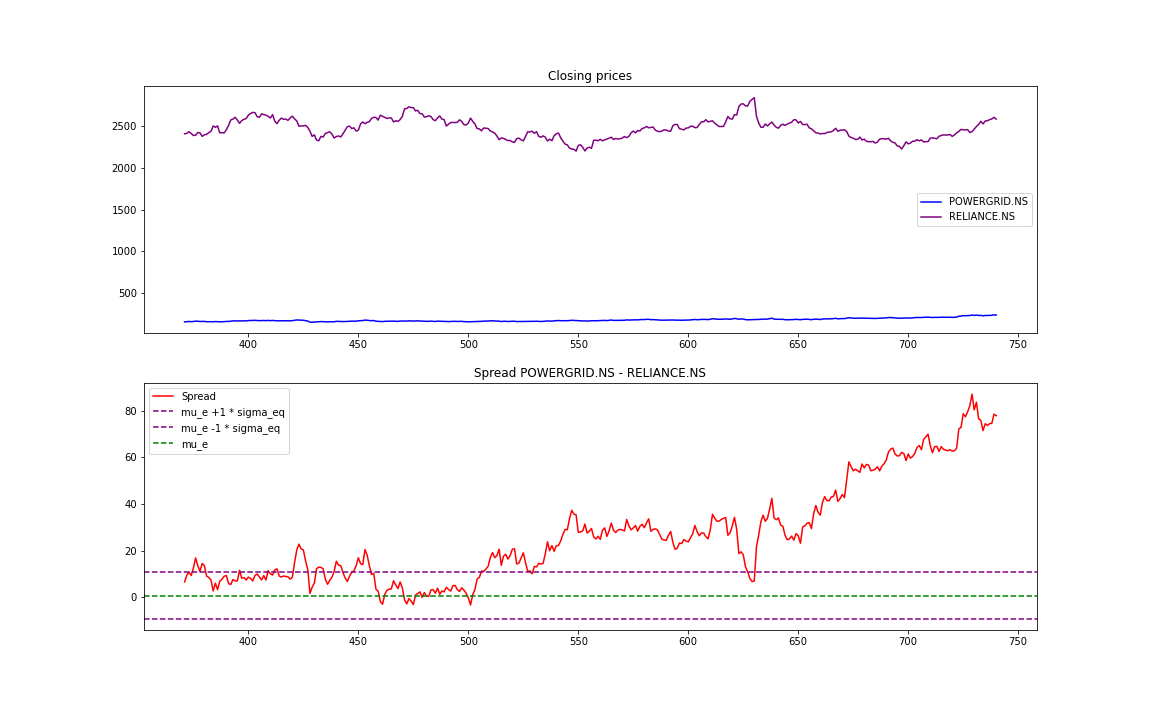 Closing prices
2500
2000
1500
1000
500
POWERGRID.NS
RELIANCE.NS
400 450 500 550 600 650 700 750
Spread POWERGRID.NS - RELIANCE.NS
80
60
40
20
0
Spread
mu_e +1 * sigma_eq
mu_e -1 * sigma_eq
mu_e
400 450 500 550 600 650 700 750